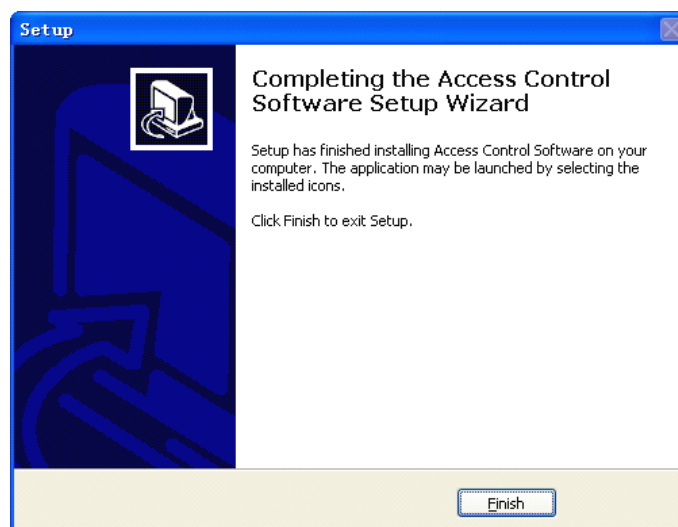 Setup
Completing the Access Control
Software Setup Wizard
Setup has finished installing Access Control Software on your
computer. The application may be launched by selecting the
installed icons.
Click Finish to exit Setup.
Finish